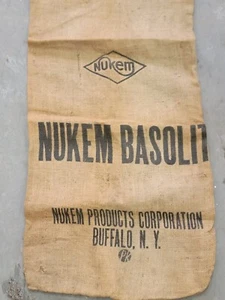 NUKem
NUKEM BASOLIT
NUKEM PRODUCTS CORPORATION
BUFFALO, N. Y.